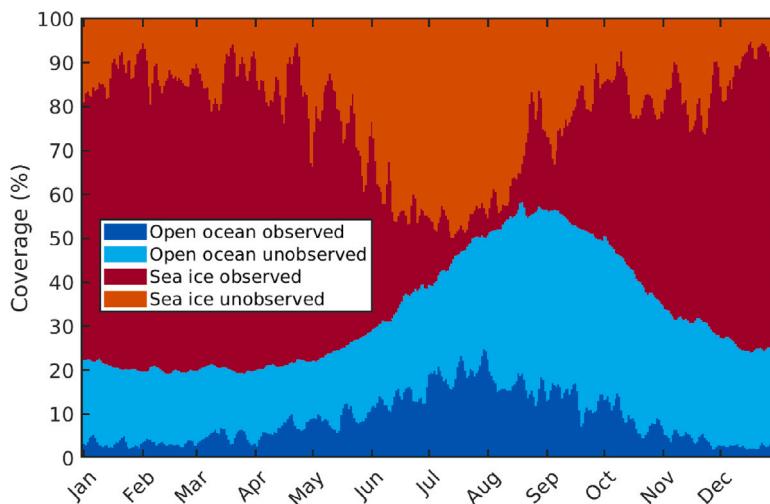 100
90
80
70
60
50
40
30
20
10
0
Coverage (%)
Open ocean observed
Open ocean unobserved
Sea ice observed
Sea ice unobserved
Jan Feb Mar Apr May Jun Jul Aug Sep Oct Nov Dec